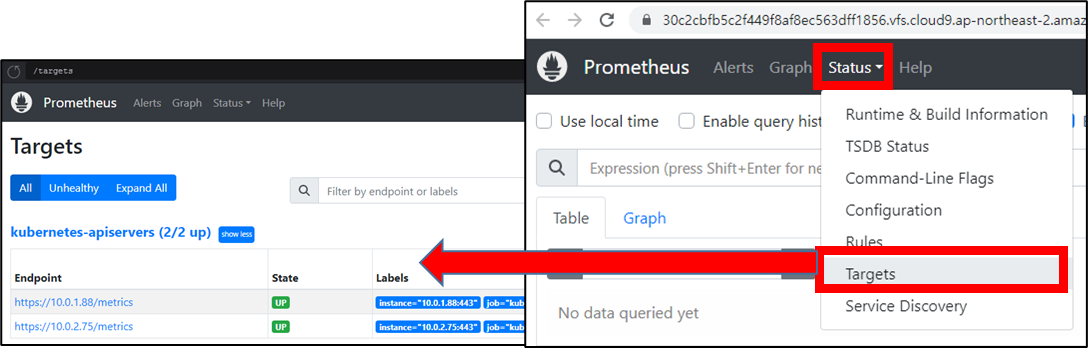 /targets
Prometheus Alerts Graph Status Help
Targets
All Unhealthy Expand All
Filter by endpoint or labels
kubernetes-apiservers (2/2 up) show less
Endpoint State Labels
https://10.0.1.88/metrics UP instance="10.0.1.88:443" job="kub
https://10.0.2.75/metrics UP instance="10.0.2.75:443" job="kub
30c2cbfb5c2f449f8af8ec563dff1856.vfs.cloud9.ap-northeast-2.amaz
Prometheus Alerts Graph Status Help
Use local time Enable query hist
Expression (press Shift+Enter for ne
Table Graph
No data queried yet
Runtime & Build Information
TSDB Status
Command-Line Flags
Configuration
Rules
Targets
Service Discovery